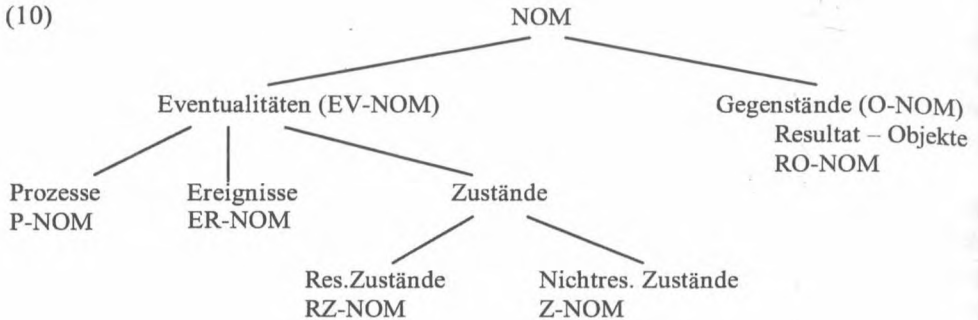 (10) NOM
Eventualitäten (EV-NOM) Gegenstände (O-NOM)
Resultat – Objekte
RO-NOM
Prozesse Ereignisse Zustände
P-NOM ER-NOM
Res.Zustände Nichtres. Zustände
RZ-NOM Z-NOM